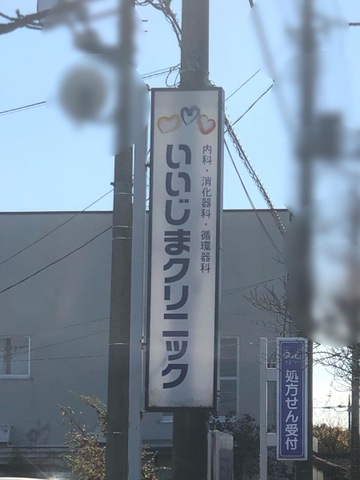 内科・消化器科・循環器科
いいじまクリニック
処方せん受付